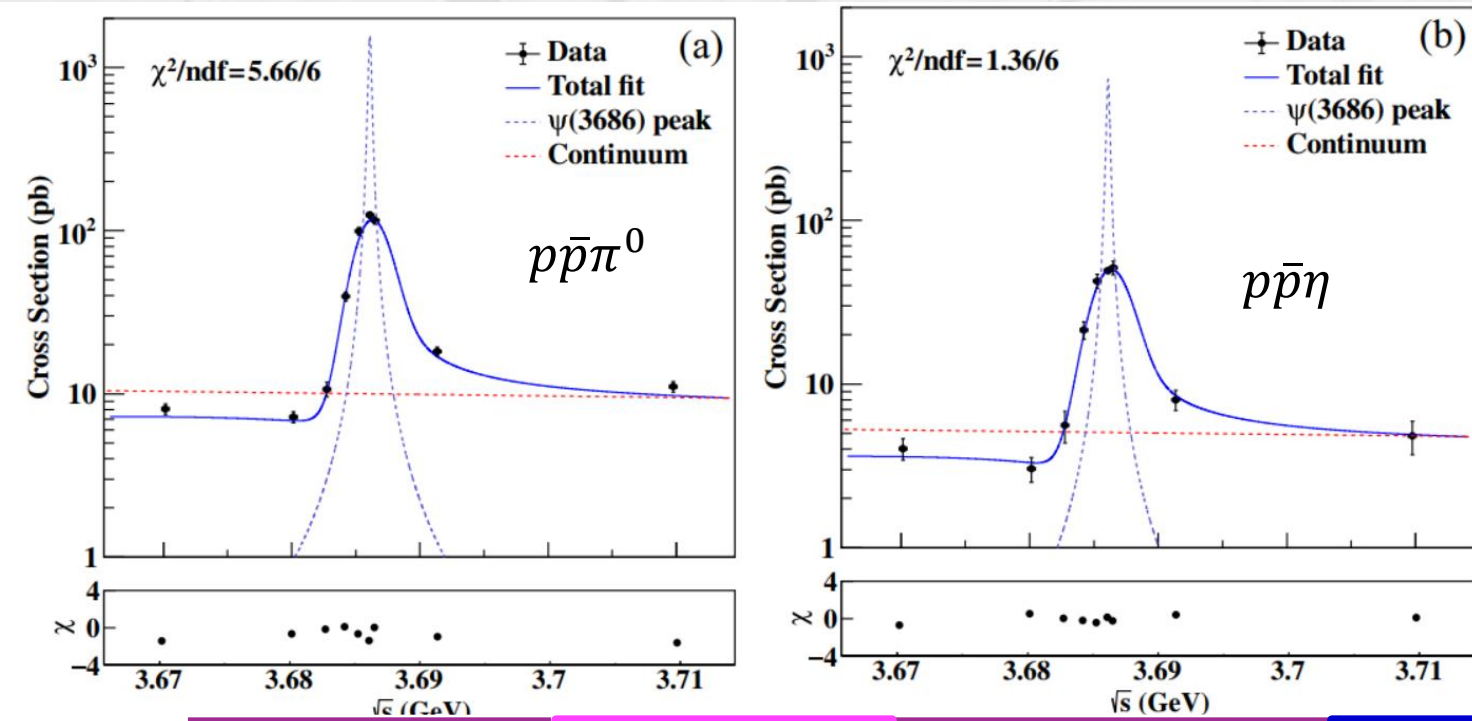 (a)
χ²/ndf=5.66/6
Data
Total fit
ψ(3686) peak
Continuum
pp̄π⁰
Cross Section (pb)
10³
10²
10
1
χ
4
0
−4
3.67 3.68 3.69 3.7 3.71
√s (GeV)
(b)
χ²/ndf=1.36/6
Data
Total fit
ψ(3686) peak
Continuum
pp̄η
Cross Section (pb)
10³
10²
10
1
χ
4
0
−4
3.67 3.68 3.69 3.7 3.71
√s (GeV)